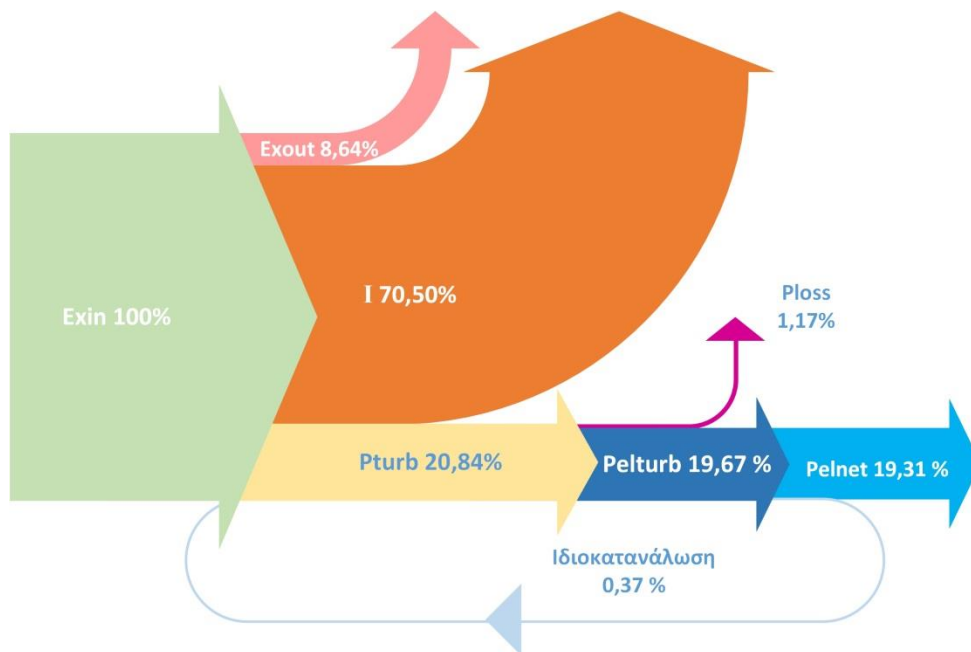 Exout 8,64%
Ι 70,50%
Exin 100%
Ploss
1,17%
Pturb 20,84%
Pelturb 19,67 %
Pelnet 19,31 %
Ιδιοκατανάλωση
0,37 %